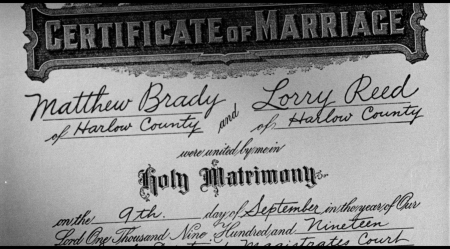 CERTIFICATE OF MARRIAGE
Matthew Brady and Lorry Reed
of Harlow County of Harlow County
were united by me in
Holy Matrimony
on the 9th. day of September in the year of Our
Lord One Thousand Nine Hundred and Nineteen
Magistrates Court